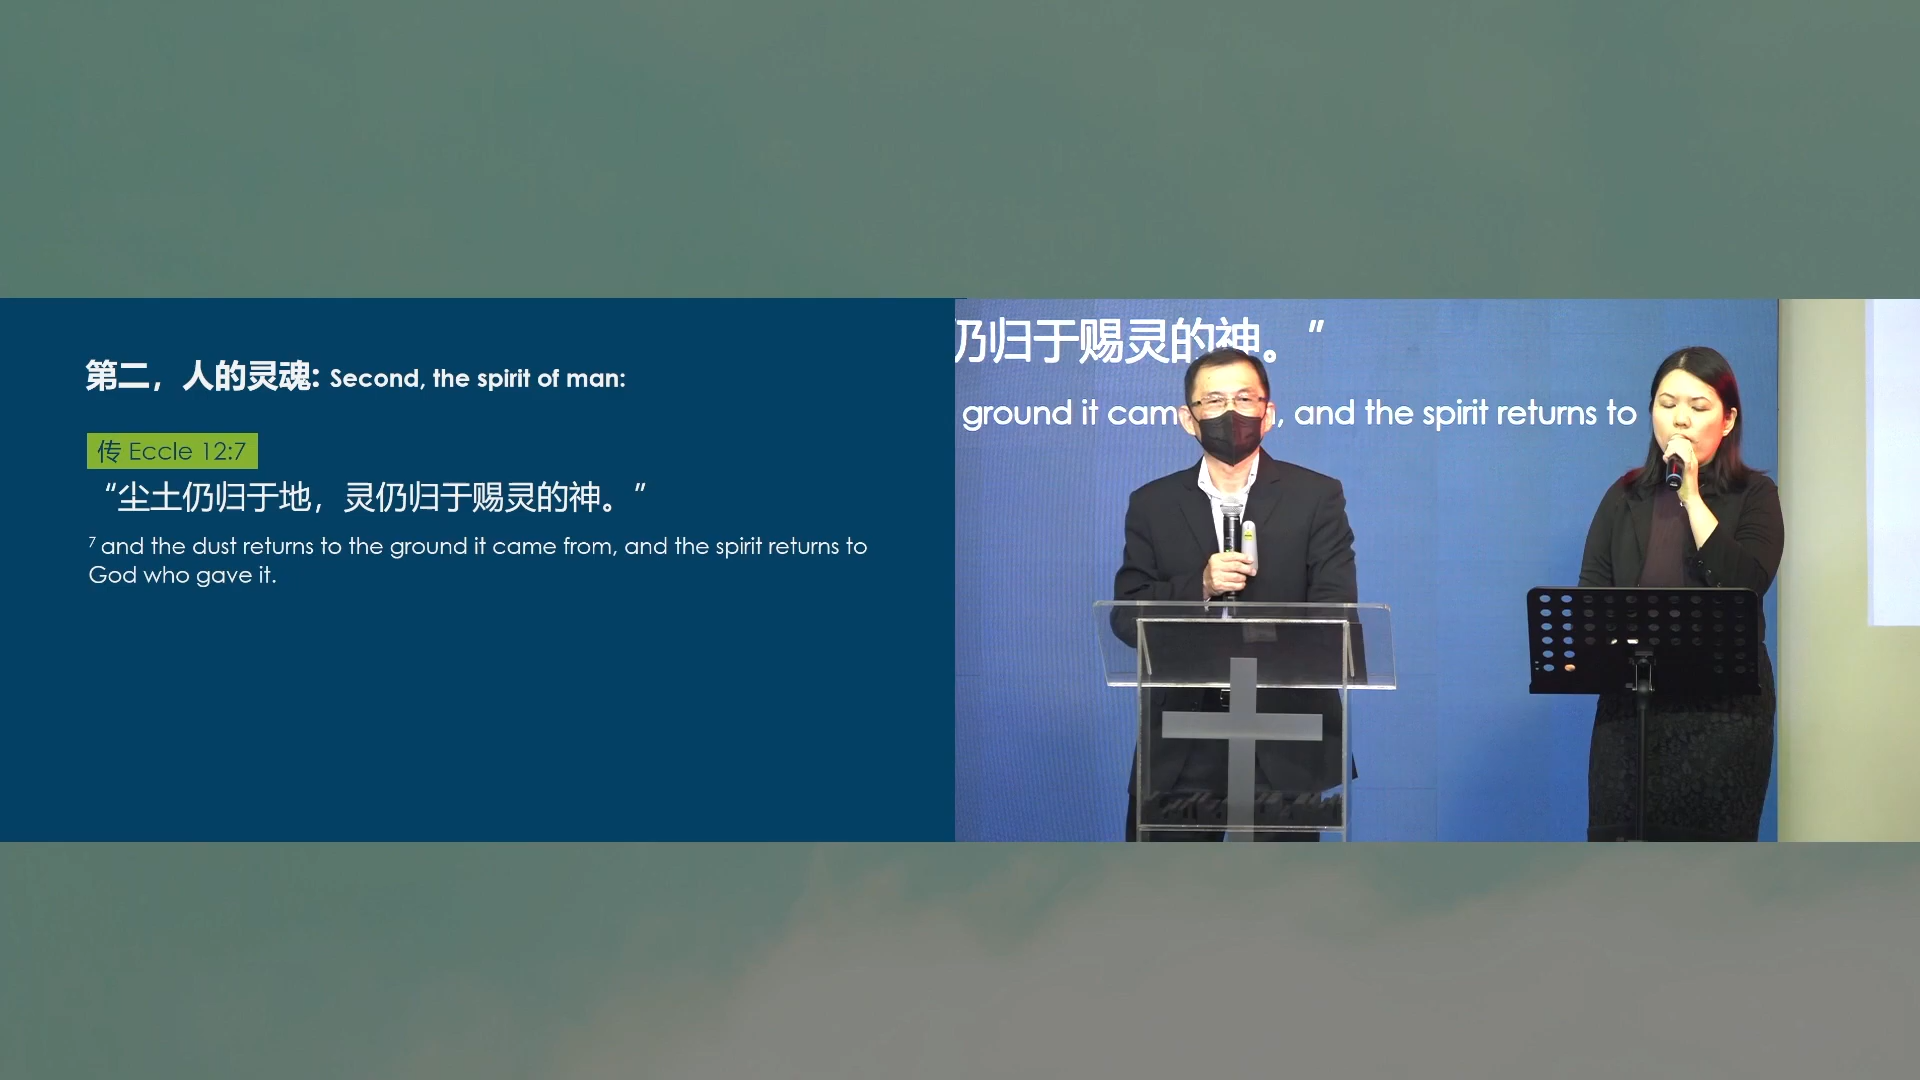 第二，人的灵魂: Second, the spirit of man:
传 Eccle 12:7
“尘土仍归于地，灵仍归于赐灵的神。”
⁷ and the dust returns to the ground it came from, and the spirit returns to
God who gave it.
仍归于赐灵的神。”
ground it cam , and the spirit returns to